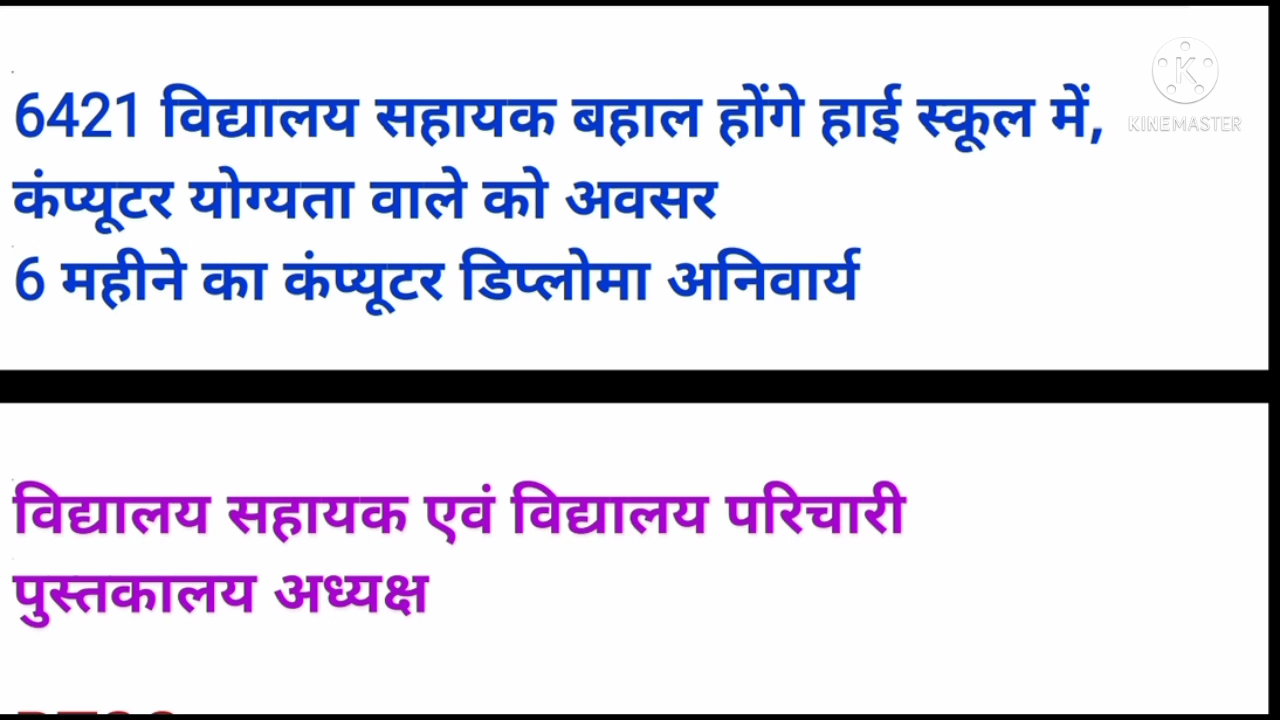 6421 विद्यालय सहायक बहाल होंगे हाई स्कूल में,
कंप्यूटर योग्यता वाले को अवसर
6 महीने का कंप्यूटर डिप्लोमा अनिवार्य
KINEMASTER
विद्यालय सहायक एवं विद्यालय परिचारी
पुस्तकालय अध्यक्ष